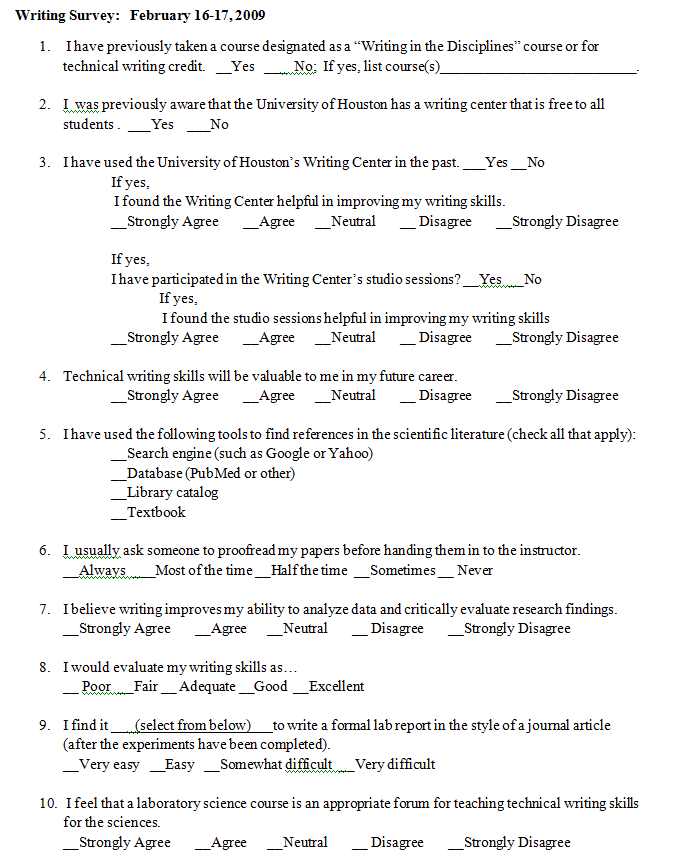 Writing Survey: February 16-17, 2009
1. I have previously taken a course designated as a “Writing in the Disciplines” course or for
technical writing credit. __Yes ____No; If yes, list course(s)____________________________.
2. I was previously aware that the University of Houston has a writing center that is free to all
students . ___Yes ___No
3. I have used the University of Houston’s Writing Center in the past. ___Yes __No
If yes,
I found the Writing Center helpful in improving my writing skills.
__Strongly Agree __Agree __Neutral __ Disagree __Strongly Disagree
If yes,
I have participated in the Writing Center’s studio sessions? __Yes ___No
If yes,
I found the studio sessions helpful in improving my writing skills
__Strongly Agree __Agree __Neutral __ Disagree __Strongly Disagree
4. Technical writing skills will be valuable to me in my future career.
__Strongly Agree __Agree __Neutral __ Disagree __Strongly Disagree
5. I have used the following tools to find references in the scientific literature (check all that apply):
__Search engine (such as Google or Yahoo)
__Database (PubMed or other)
__Library catalog
__Textbook
6. I usually ask someone to proofread my papers before handing them in to the instructor.
__Always ____Most of the time __Half the time __Sometimes __ Never
7. I believe writing improves my ability to analyze data and critically evaluate research findings.
__Strongly Agree __Agree __Neutral __ Disagree __Strongly Disagree
8. I would evaluate my writing skills as…
__ Poor ___Fair __ Adequate __Good __Excellent
9. I find it ___(select from below)___to write a formal lab report in the style of a journal article
(after the experiments have been completed).
__Very easy __Easy __Somewhat difficult ___Very difficult
10. I feel that a laboratory science course is an appropriate forum for teaching technical writing skills
for the sciences.
__Strongly Agree __Agree __Neutral __ Disagree __Strongly Disagree